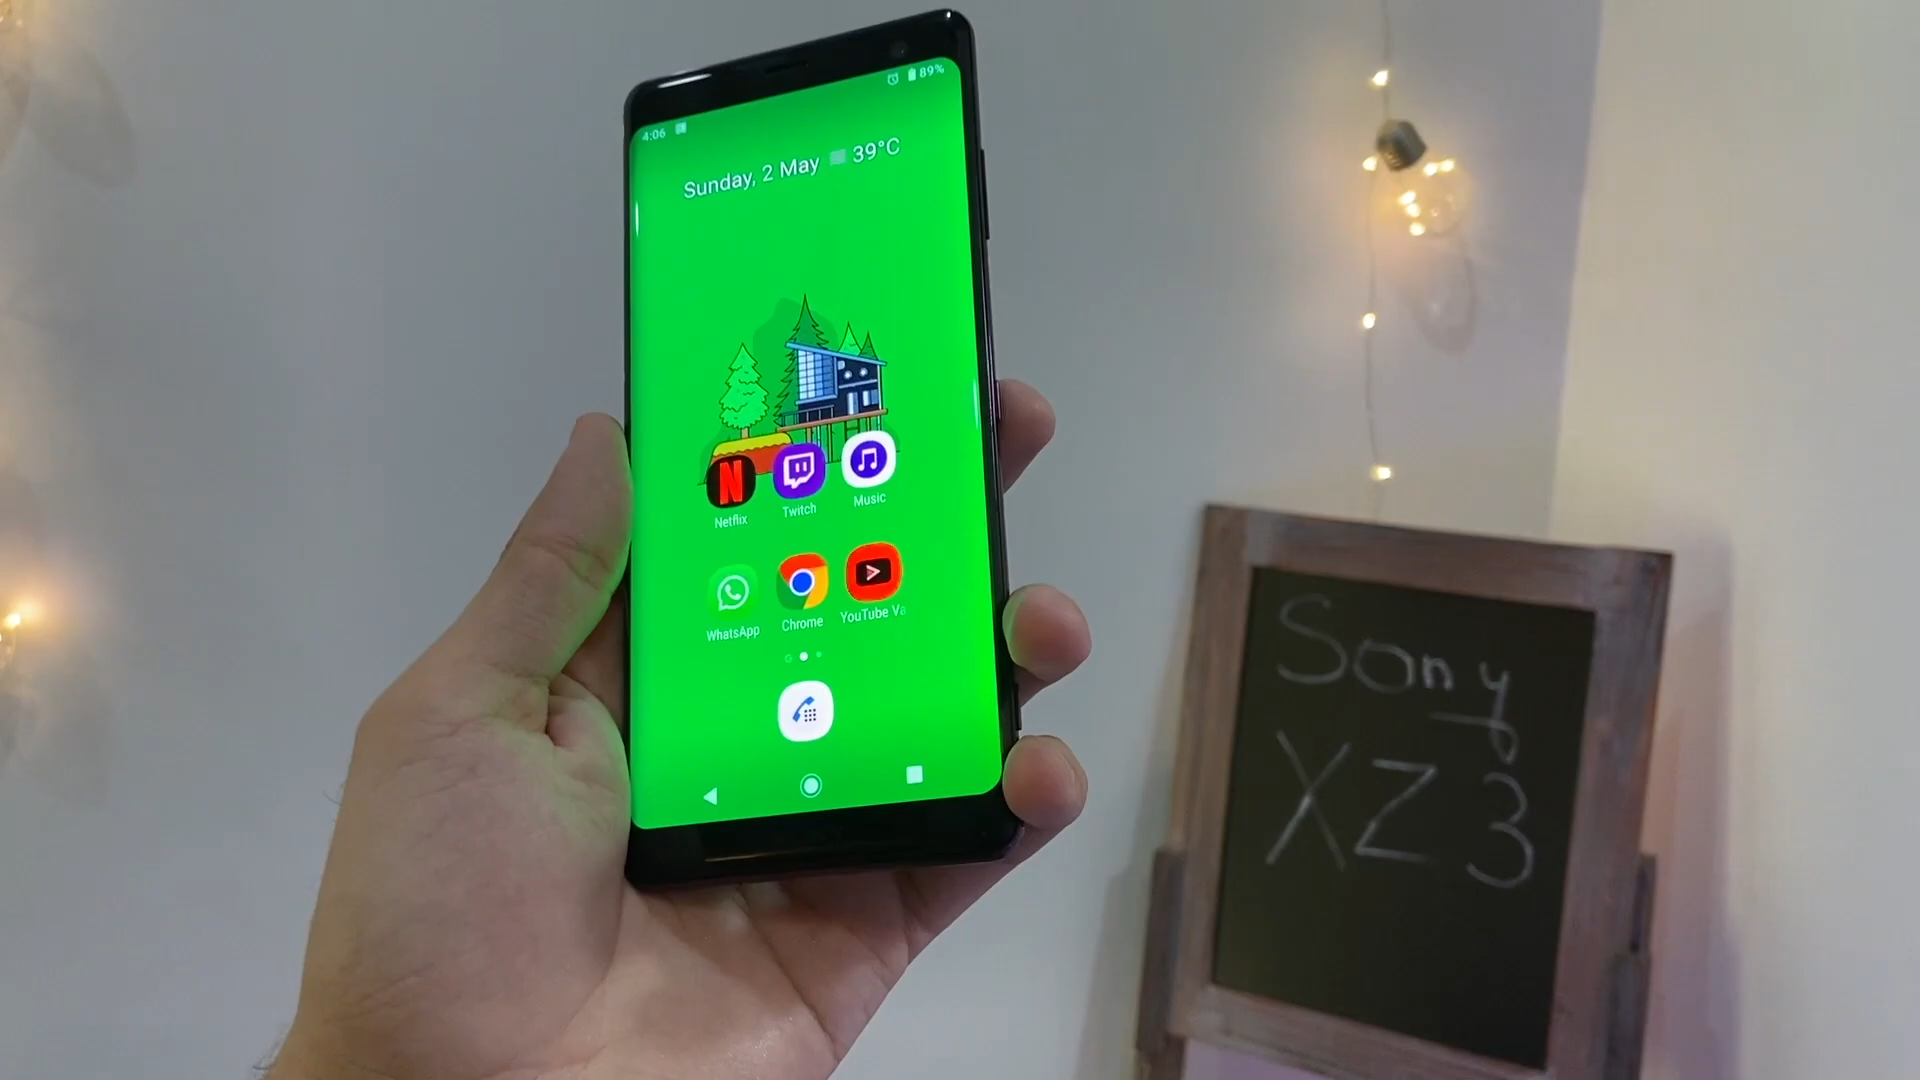 4:06
89%
Sunday, 2 May 39°C
Netflix Twitch Music
WhatsApp Chrome YouTube Va
Sony
XZ3